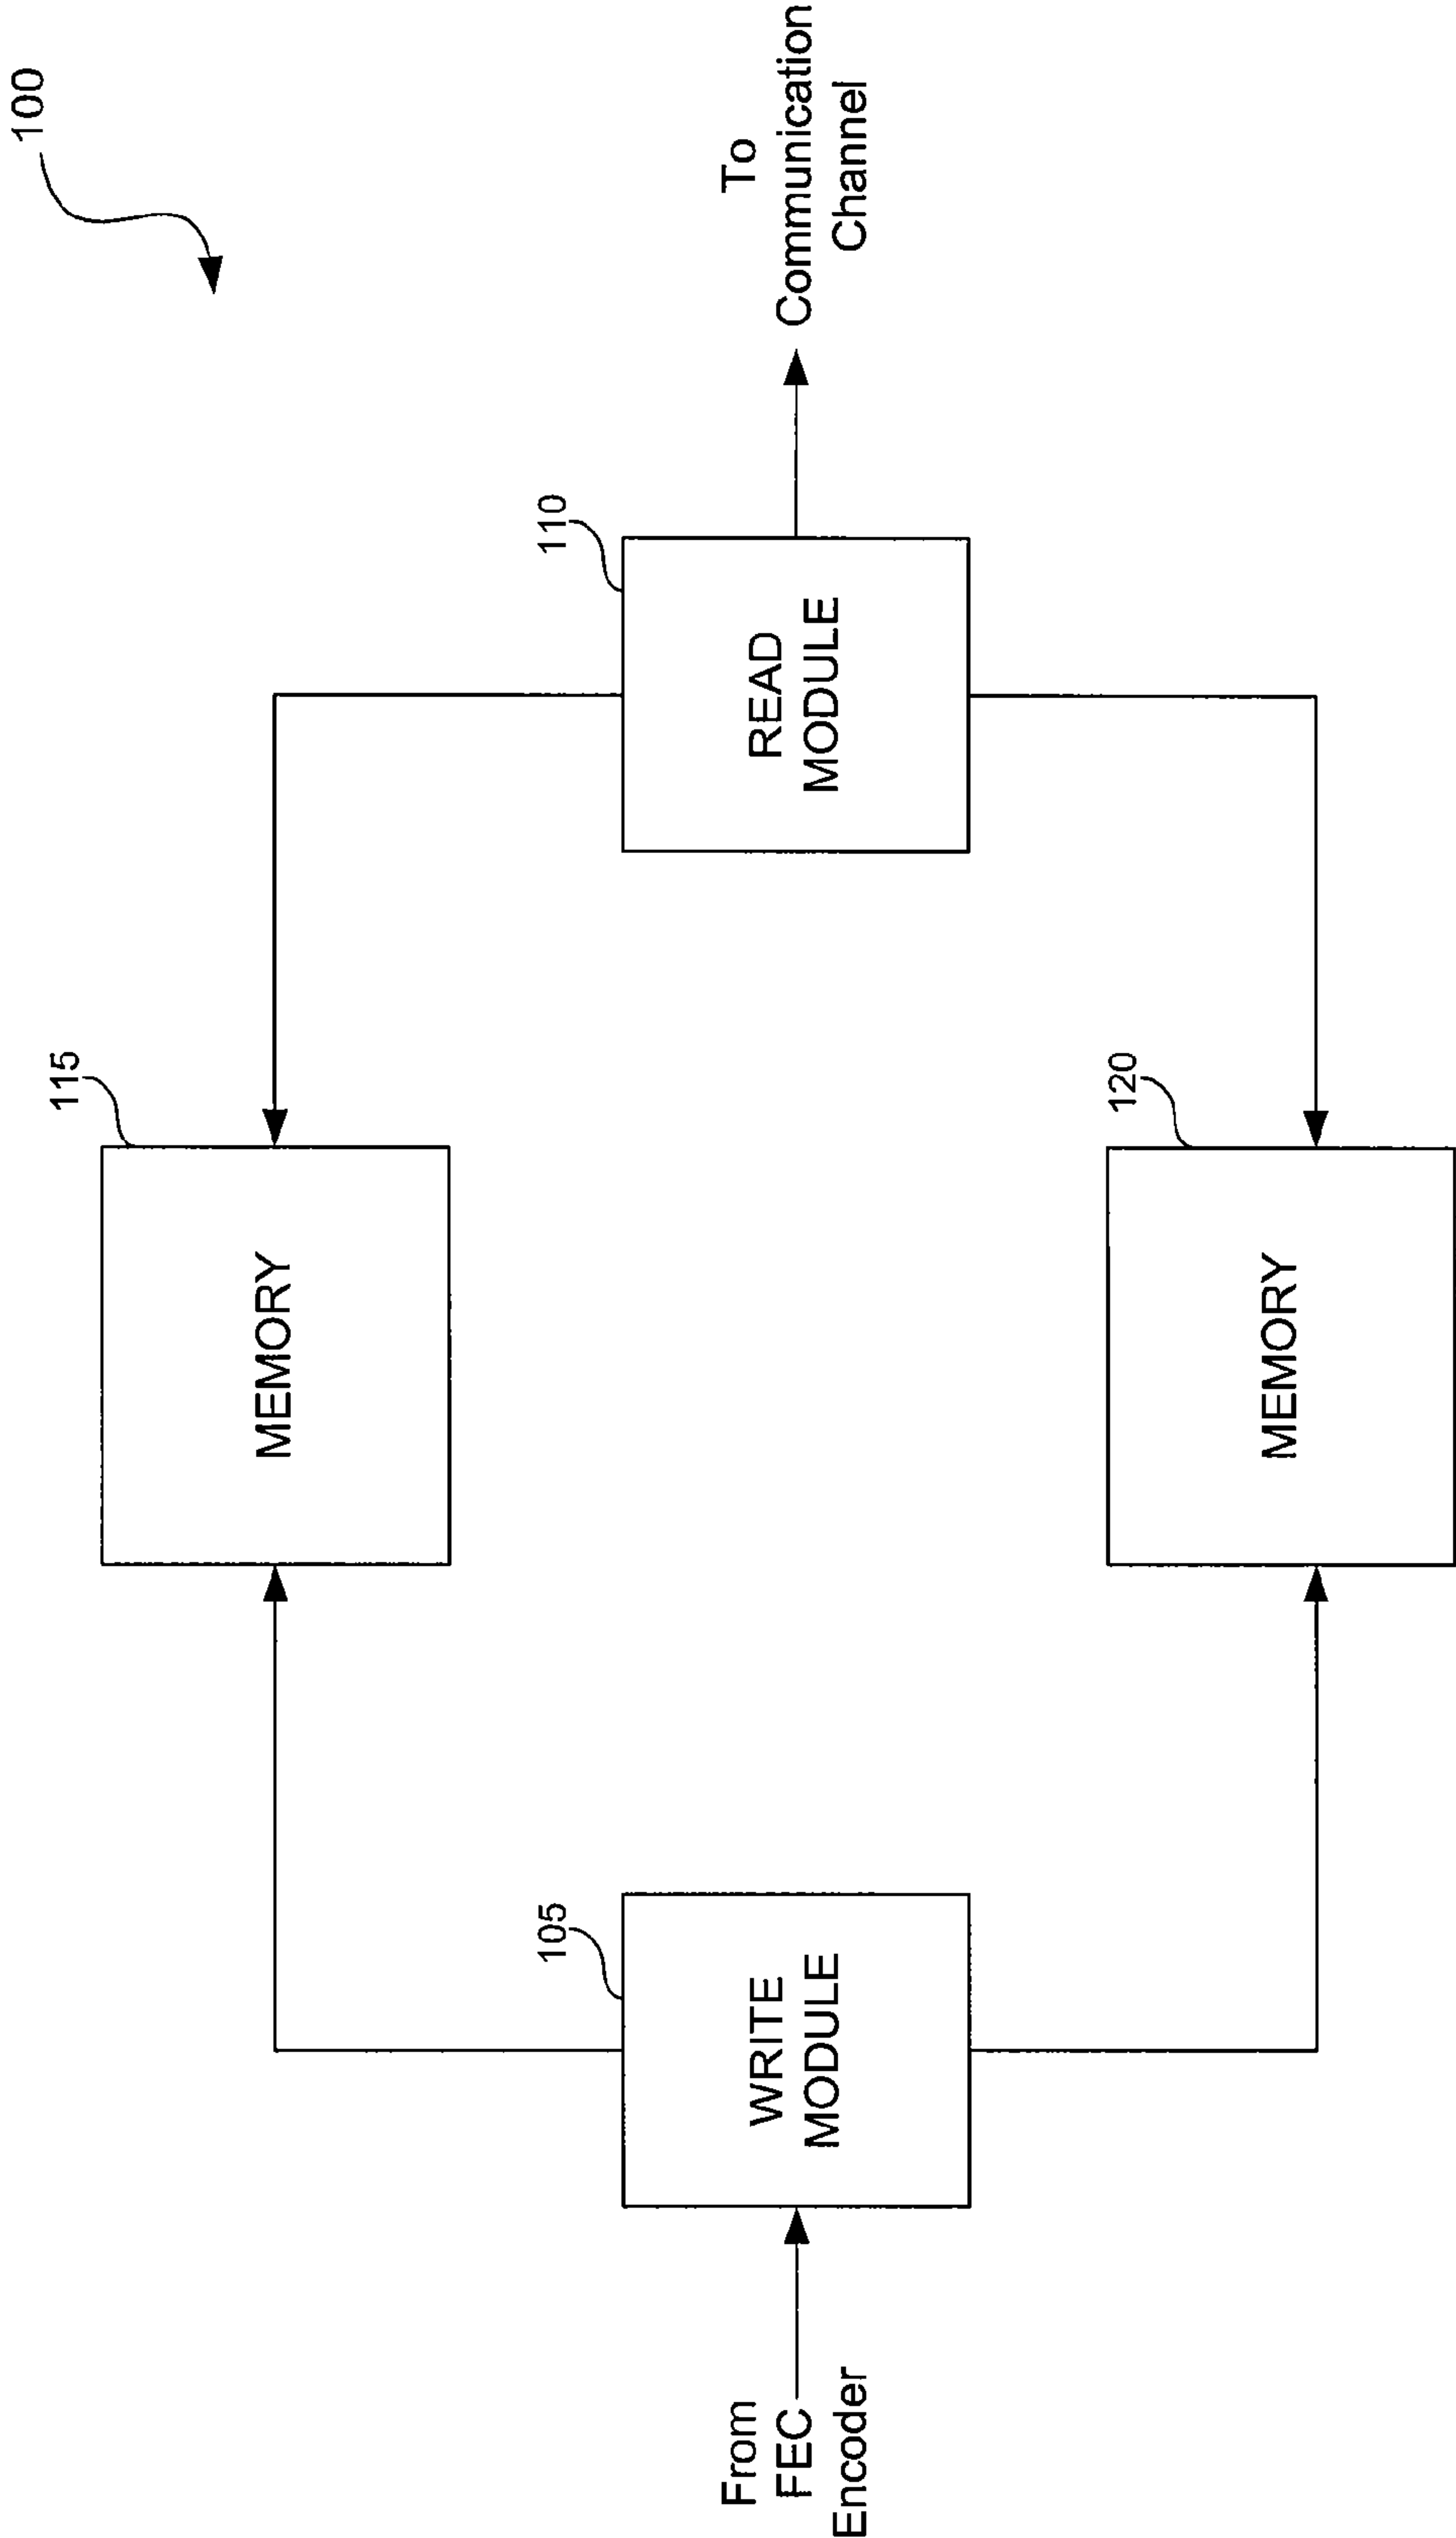 100
115
MEMORY
105
WRITE
MODULE
From
FEC
Encoder
110
READ
MODULE
To
Communication
Channel
120
MEMORY